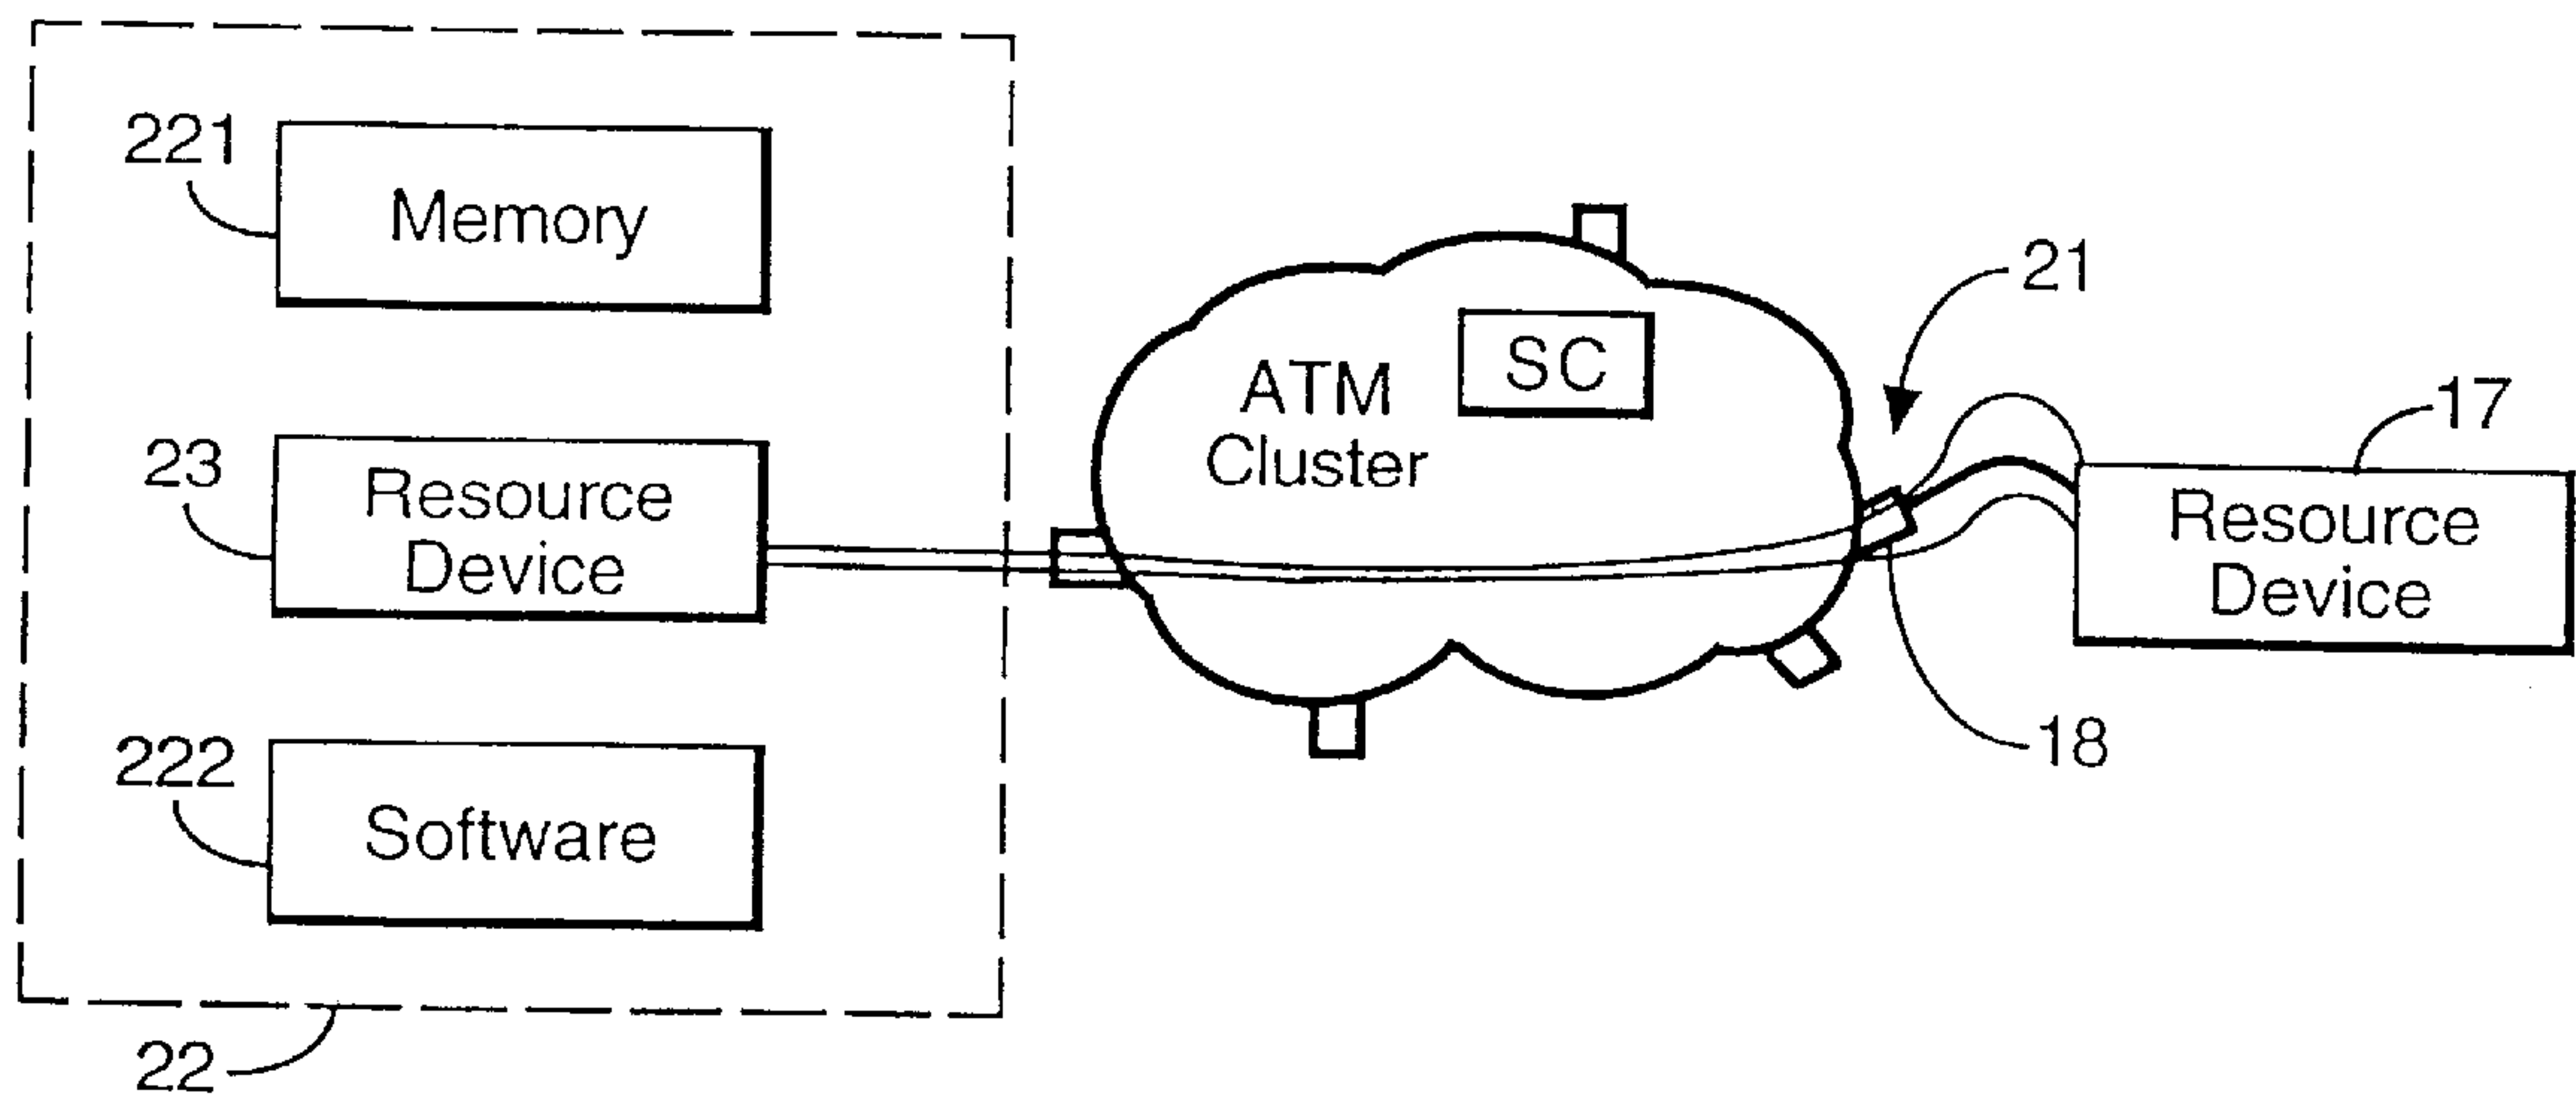 221
Memory
23
Resource
Device
222
Software
22
ATM
Cluster
SC
21
18
17
Resource
Device